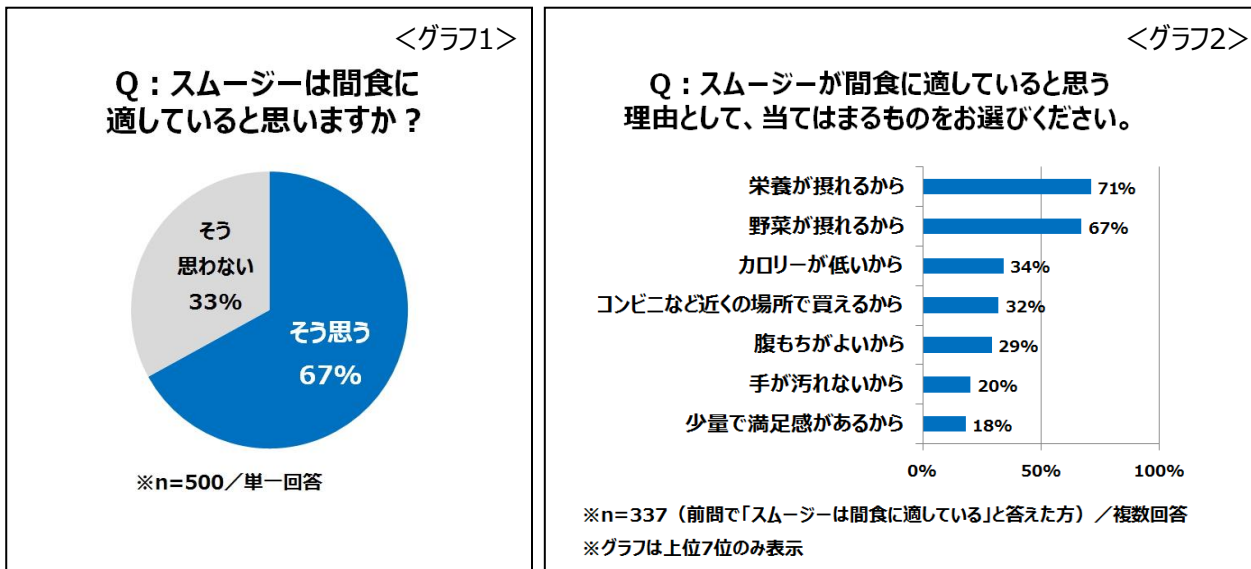 ＜グラフ1＞
Q：スムージーは間食に
適していると思いますか？
そう
思わない
33%
そう思う
67%
※n=500／単一回答
＜グラフ2＞
Q：スムージーが間食に適していると思う
理由として、当てはまるものをお選びください。
栄養が摂れるから 71%
野菜が摂れるから 67%
カロリーが低いから 34%
コンビニなど近くの場所で買えるから 32%
腹もちがよいから 29%
手が汚れないから 20%
少量で満足感があるから 18%
0% 50% 100%
※n=337（前問で「スムージーは間食に適している」と答えた方）／複数回答
※グラフは上位7位のみ表示